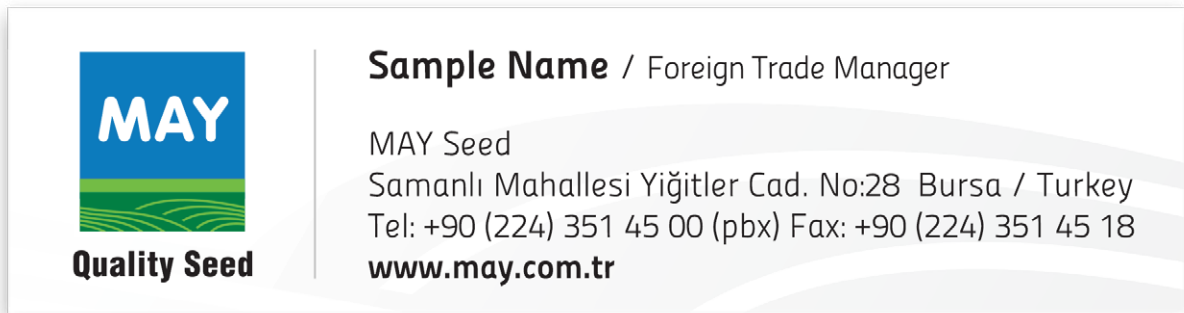 MAY
Quality Seed
Sample Name / Foreign Trade Manager
MAY Seed
Samanlı Mahallesi Yiğitler Cad. No:28 Bursa / Turkey
Tel: +90 (224) 351 45 00 (pbx) Fax: +90 (224) 351 45 18
www.may.com.tr